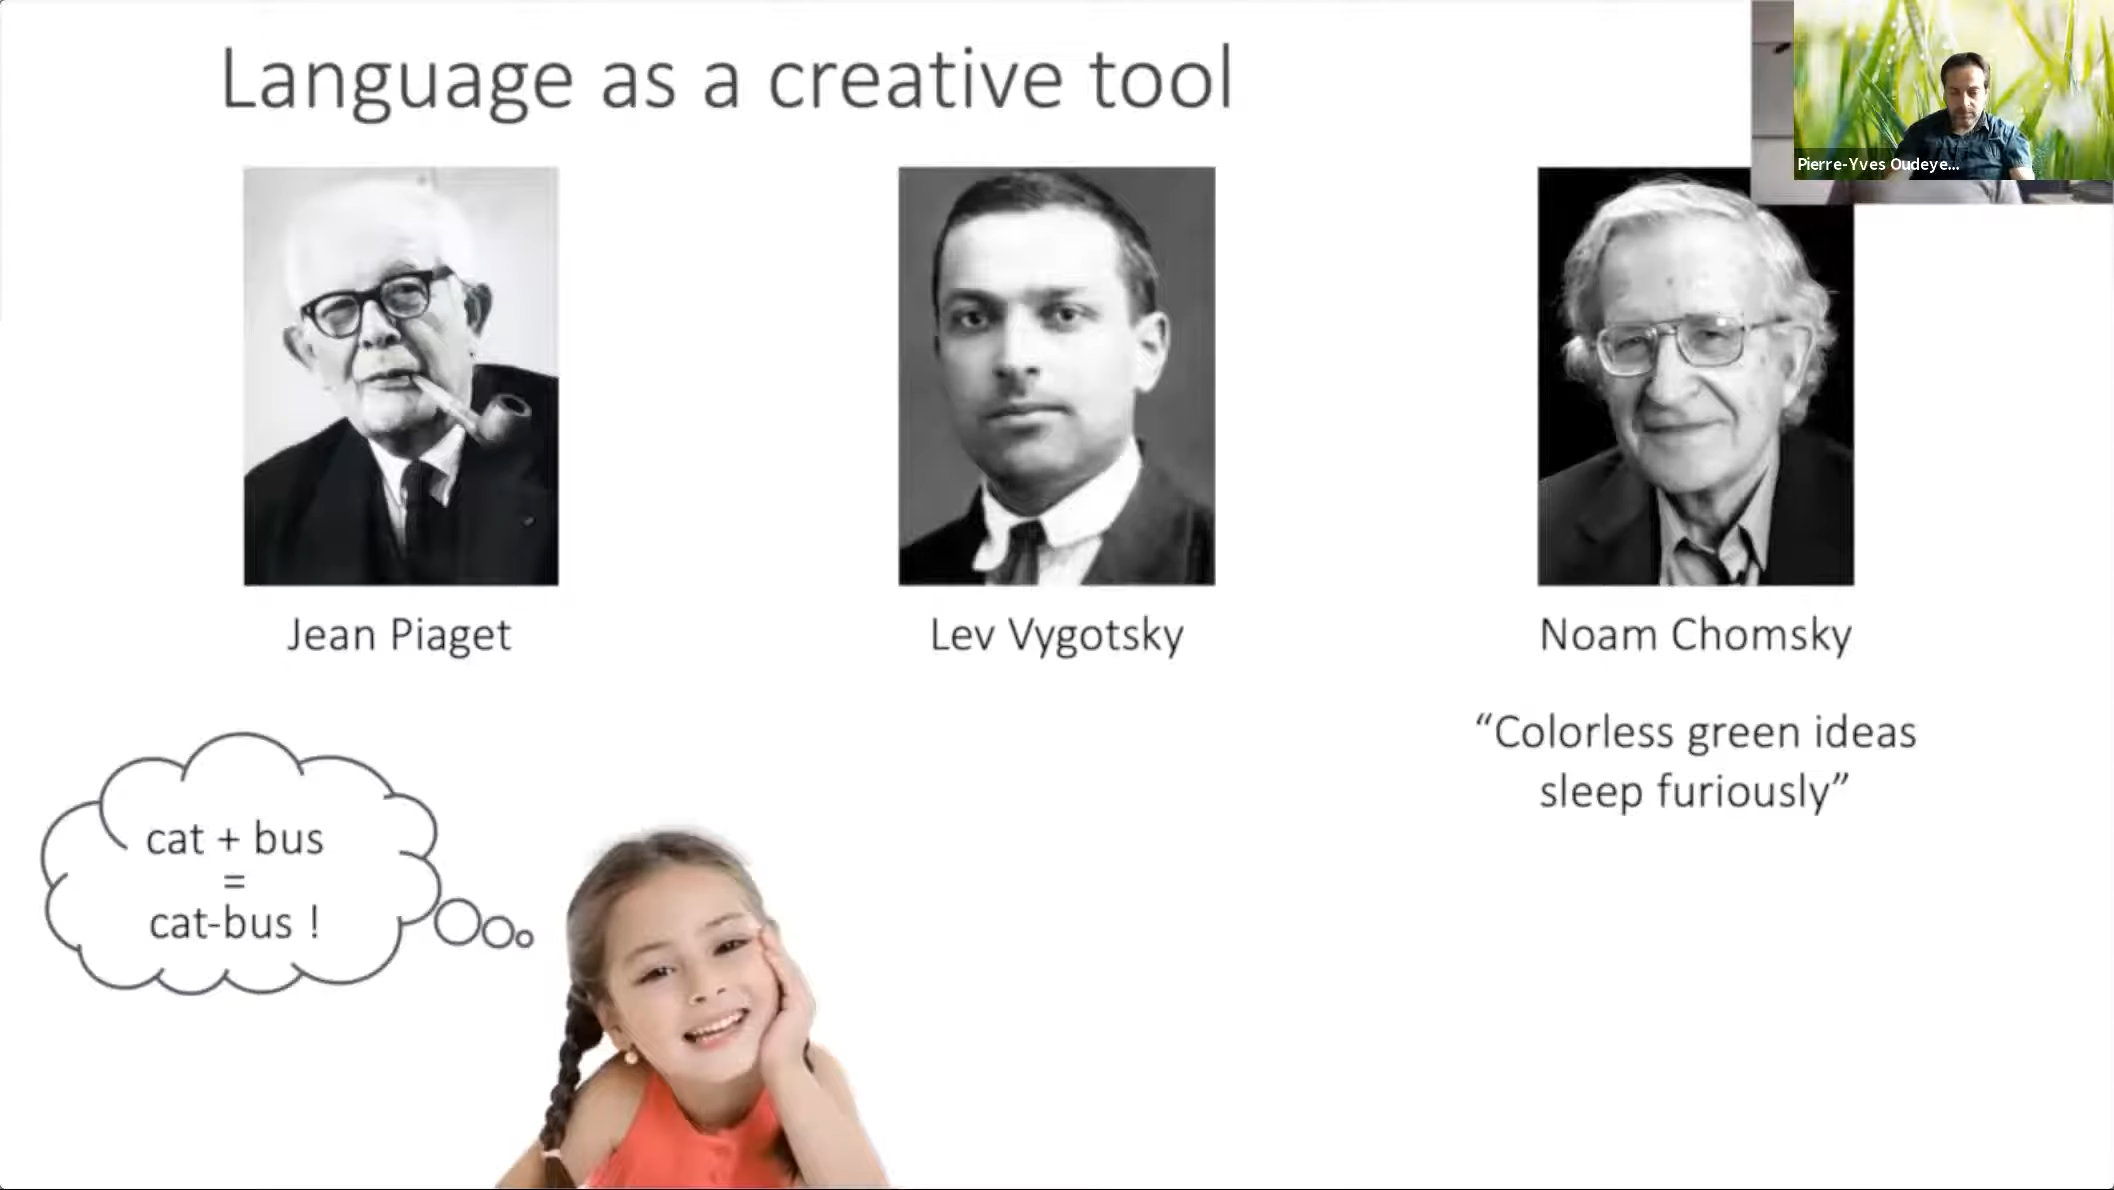 Language as a creative tool
Pierre-Yves Oudeye...
Jean Piaget
Lev Vygotsky
Noam Chomsky
“Colorless green ideas
sleep furiously”
cat + bus
=
cat-bus !